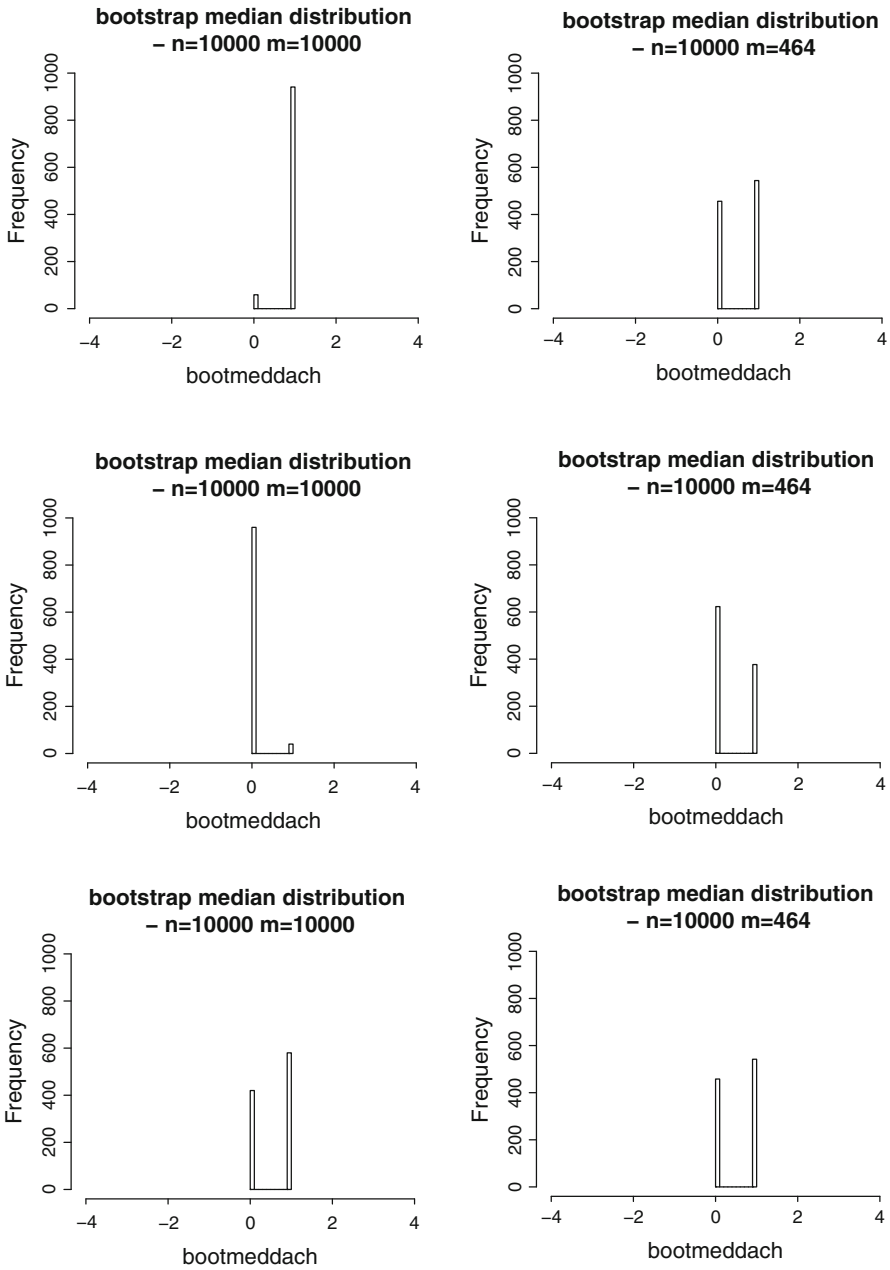 bootstrap median distribution
− n=10000 m=10000
Frequency
0 200 400 600 800 1000
−4 −2 0 2 4
bootmeddach
bootstrap median distribution
− n=10000 m=464
Frequency
0 200 400 600 800 1000
−4 −2 0 2 4
bootmeddach
bootstrap median distribution
− n=10000 m=10000
Frequency
0 200 400 600 800 1000
−4 −2 0 2 4
bootmeddach
bootstrap median distribution
− n=10000 m=464
Frequency
0 200 400 600 800 1000
−4 −2 0 2 4
bootmeddach
bootstrap median distribution
− n=10000 m=10000
Frequency
0 200 400 600 800 1000
−4 −2 0 2 4
bootmeddach
bootstrap median distribution
− n=10000 m=464
Frequency
0 200 400 600 800 1000
−4 −2 0 2 4
bootmeddach